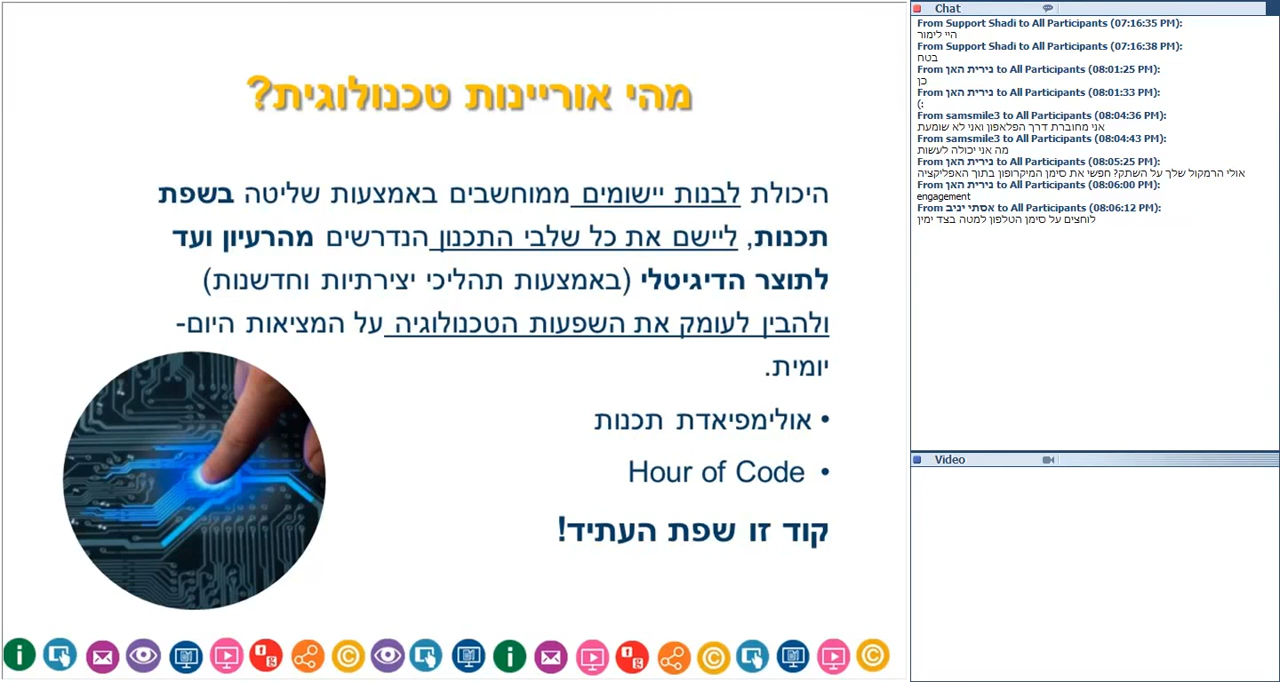 מהי אוריינות טכנולוגית?
היכולת לבנות יישומים ממוחשבים באמצעות שליטה בשפת
תכנות, ליישם את כל שלבי התכנון הנדרשים מהרעיון ועד
לתוצר הדיגיטלי (באמצעות תהליכי יצירתיות וחדשנות)
ולהבין לעומק את השפעות הטכנולוגיה על המציאות היום-
יומית.
• אולימפיאדת תכנות
• Hour of Code
קוד זו שפת העתיד!
Chat
From Support Shadi to All Participants (07:16:35 PM):
היי לימור
From Support Shadi to All Participants (07:16:38 PM):
בטח
From נירית האן to All Participants (08:01:25 PM):
כן
From נירית האן to All Participants (08:01:33 PM):
(:
From samsmile3 to All Participants (08:04:36 PM):
אני מחוברת דרך הפלאפון ואני לא שומעת
From samsmile3 to All Participants (08:04:43 PM):
מה אני יכולה לעשות
From נירית האן to All Participants (08:05:25 PM):
אולי הרמקול שלך על השתק? חפשי את סימן המיקרופון בתוך האפליקציה
From נירית האן to All Participants (08:06:00 PM):
engagement
From אסתי יניב to All Participants (08:06:12 PM):
לוחצים על סימן הטלפון למטה בצד ימין
Video